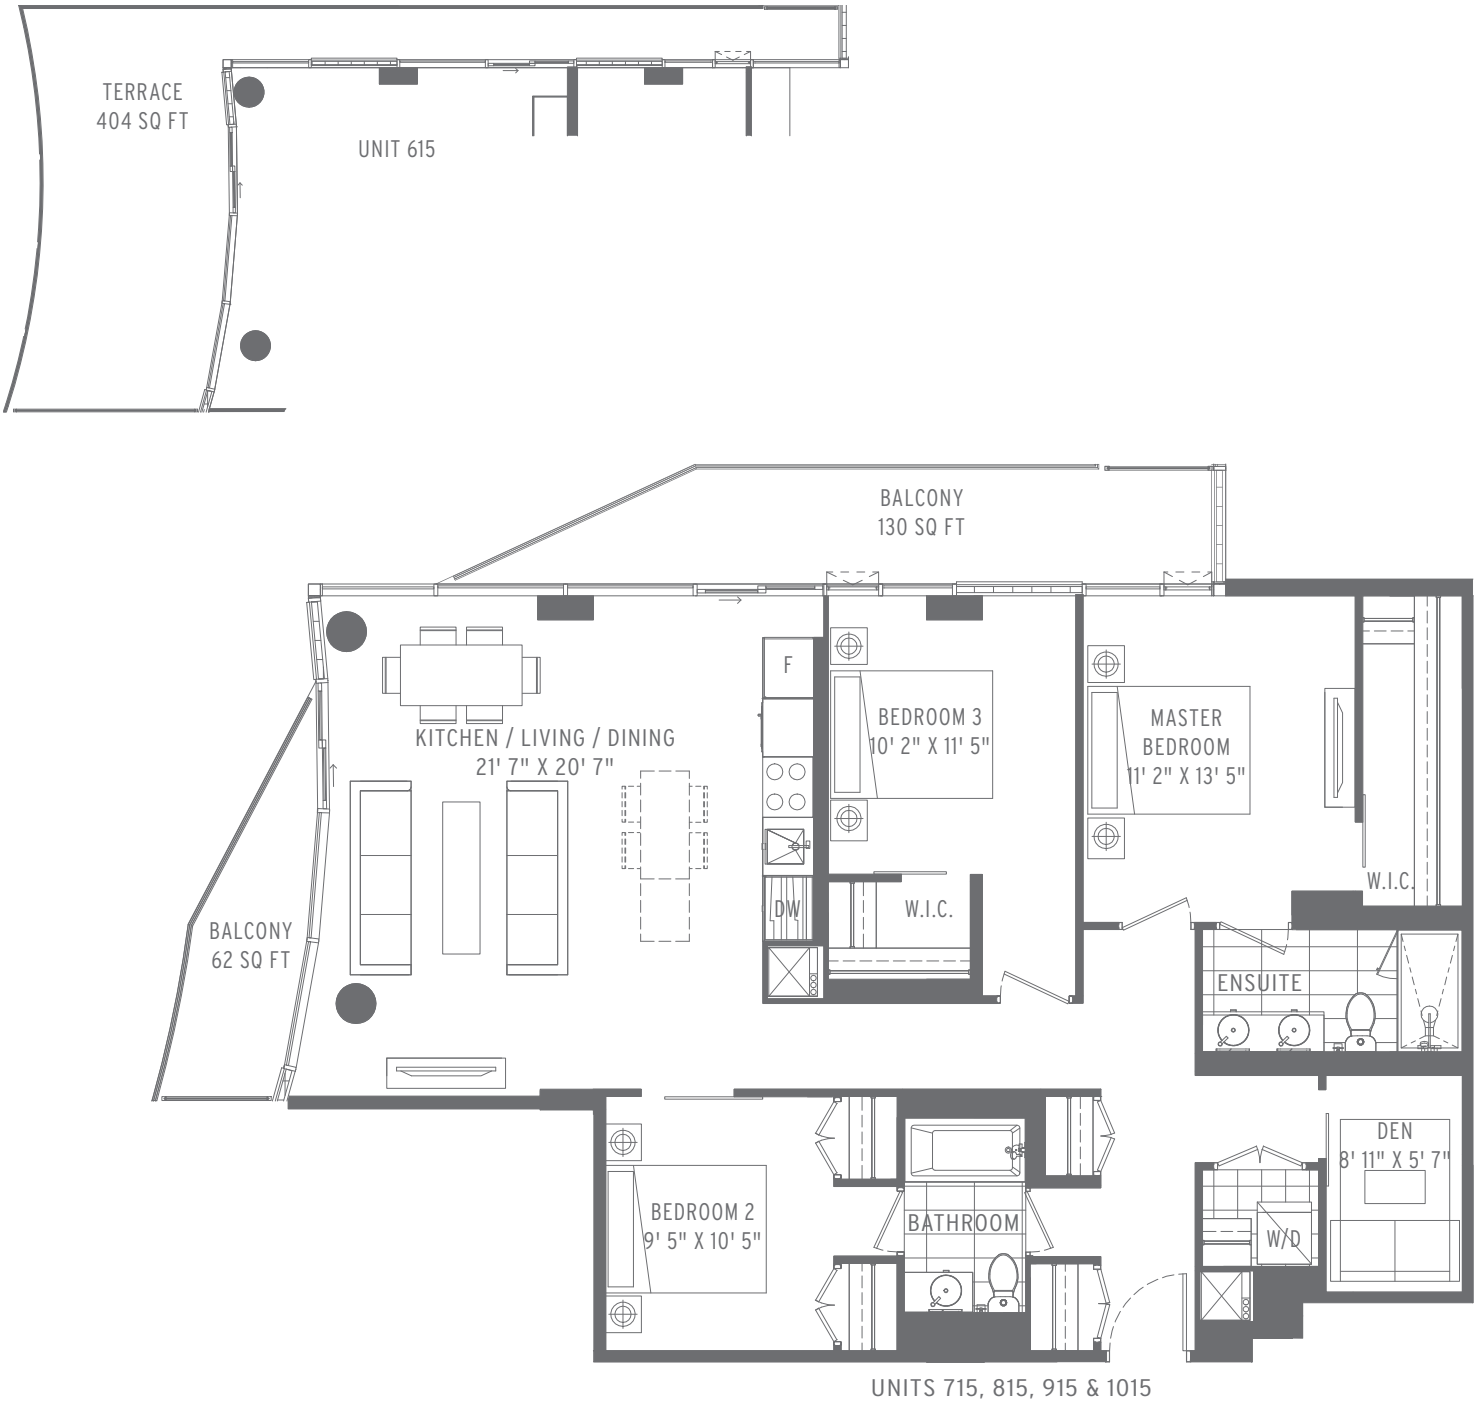 TERRACE
404 SQ FT
UNIT 615
BALCONY
130 SQ FT
F
KITCHEN / LIVING / DINING
21' 7" X 20' 7"
BEDROOM 3
10' 2" X 11' 5"
MASTER
BEDROOM
11' 2" X 13' 5"
W.I.C.
DW
W.I.C.
BALCONY
62 SQ FT
ENSUITE
DEN
8' 11" X 5' 7"
BEDROOM 2
9' 5" X 10' 5"
BATHROOM
W/D
UNITS 715, 815, 915 & 1015